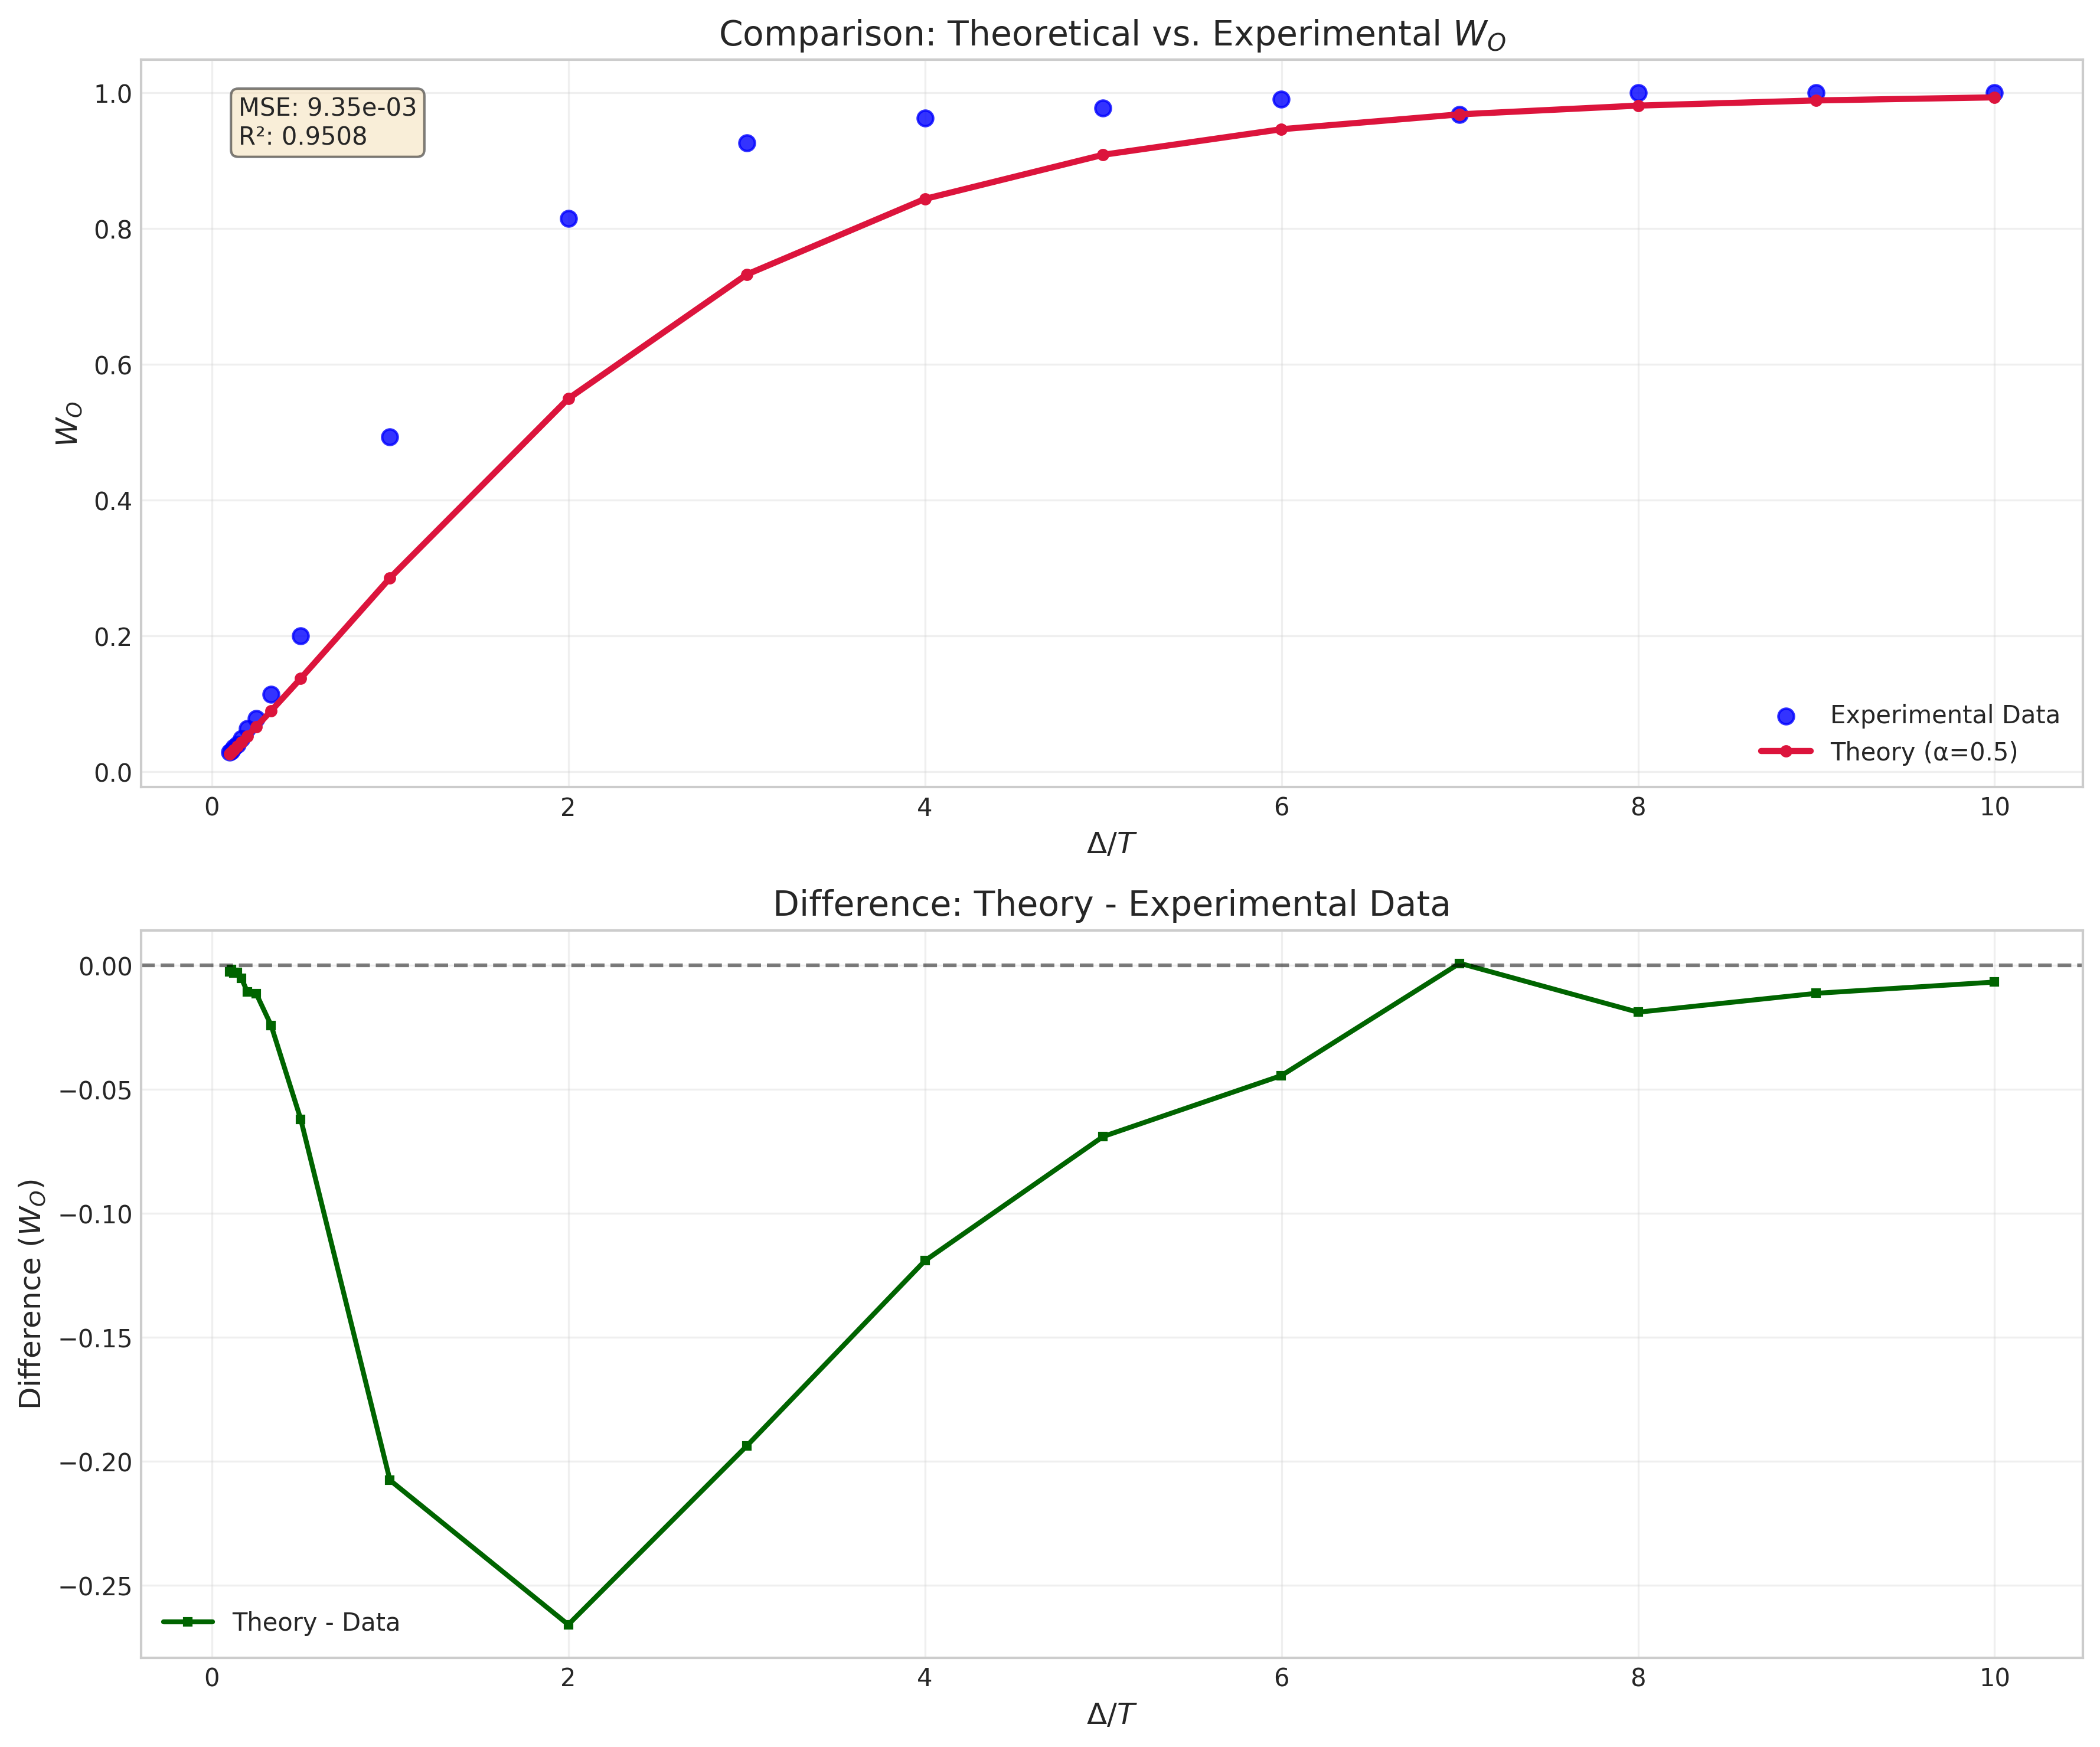 Comparison: Theoretical vs. Experimental W_O
MSE: 9.35e-03
R²: 0.9508
1.0
0.8
0.6
0.4
0.2
0.0
W_O
Experimental Data
Theory (α=0.5)
0 2 4 6 8 10
Δ/T
Difference: Theory - Experimental Data
0.00
−0.05
−0.10
−0.15
−0.20
−0.25
Difference (W_O)
Theory - Data
0 2 4 6 8 10
Δ/T